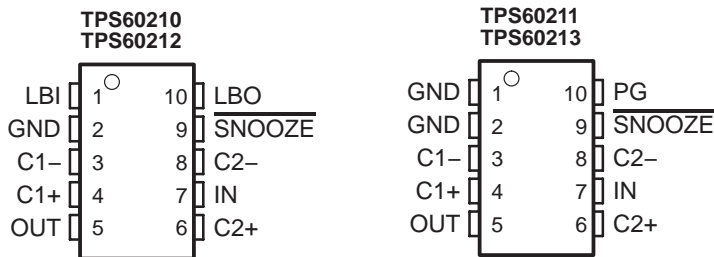 TPS60210
TPS60212
LBI 1 10 LBO
GND 2 9 SNOOZE
C1− 3 8 C2−
C1+ 4 7 IN
OUT 5 6 C2+
TPS60211
TPS60213
GND 1 10 PG
GND 2 9 SNOOZE
C1− 3 8 C2−
C1+ 4 7 IN
OUT 5 6 C2+